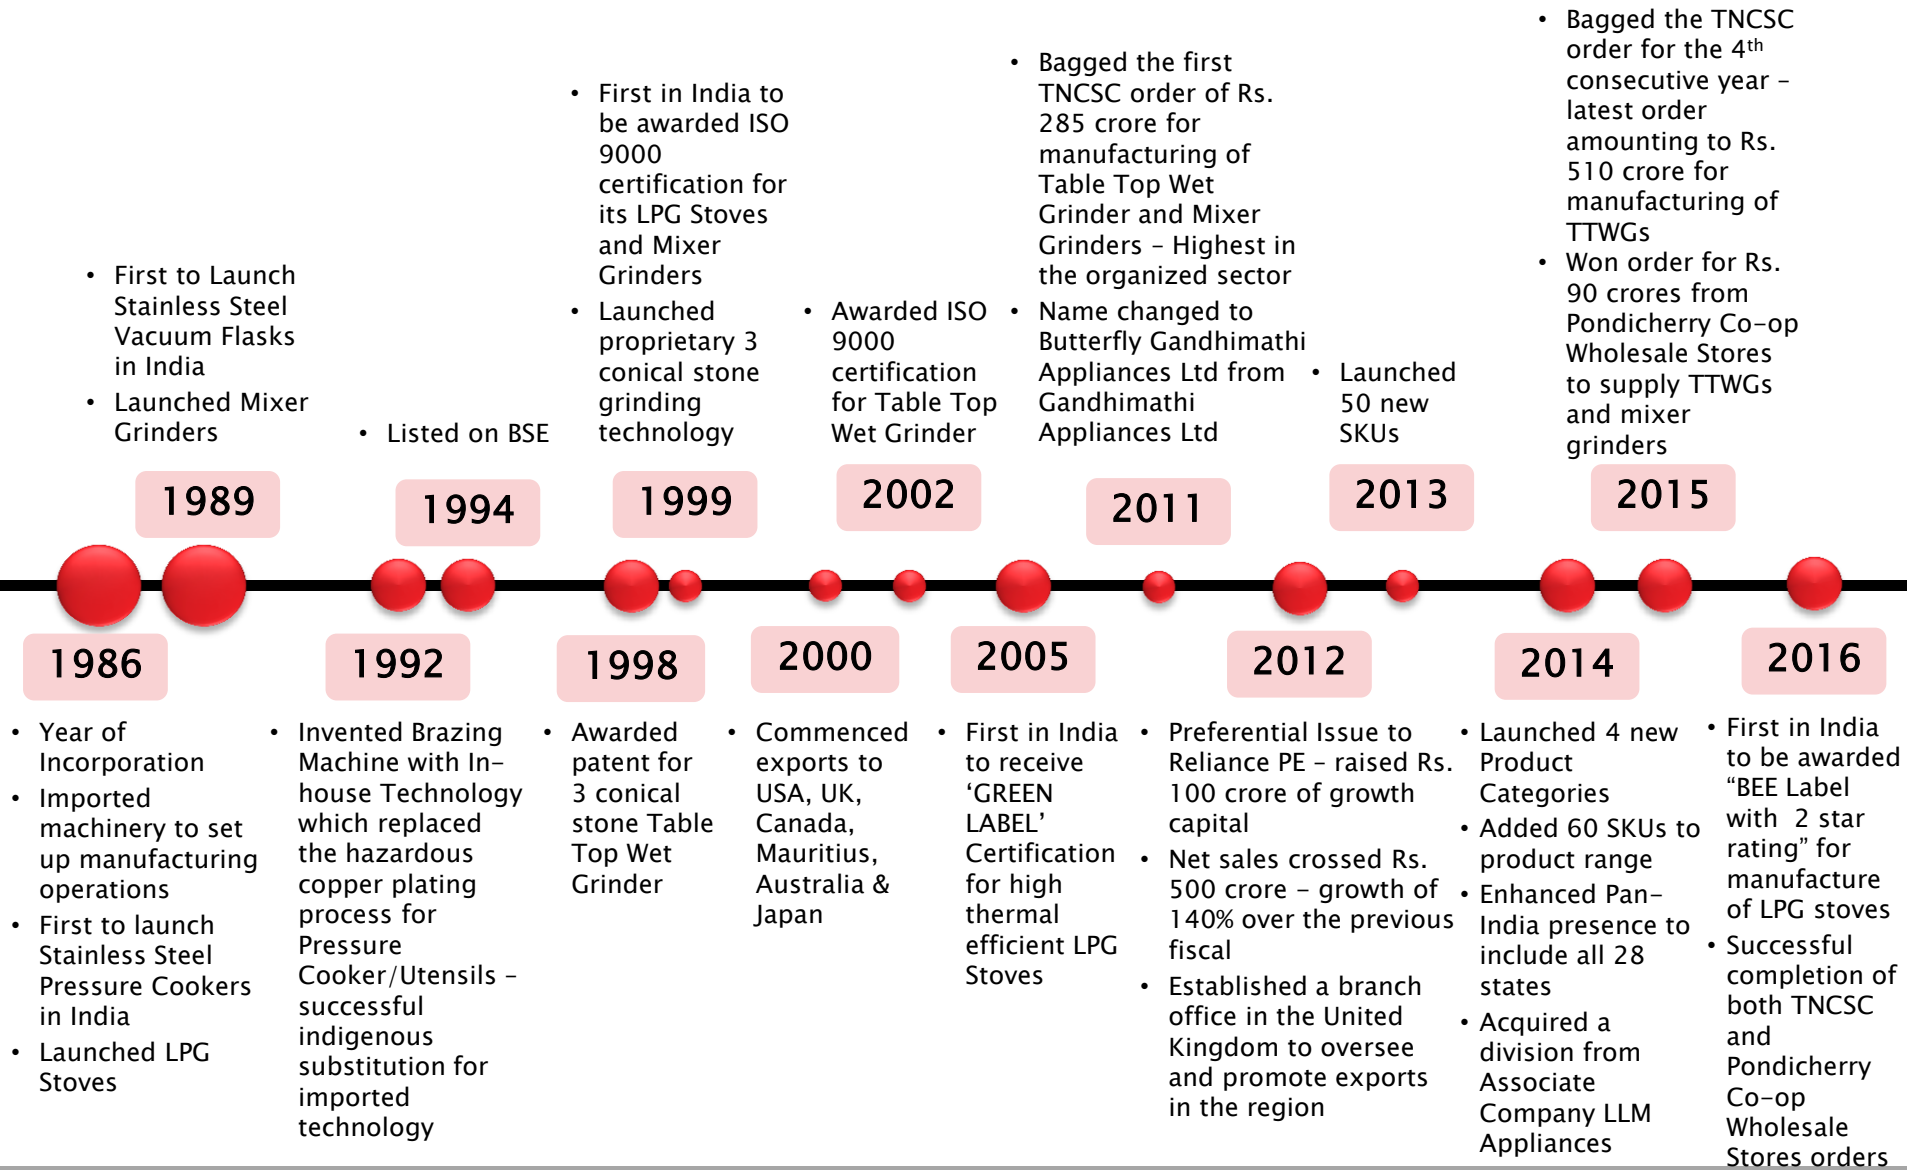 • First to Launch
Stainless Steel
Vacuum Flasks
in India
• Launched Mixer
Grinders
1989
• Listed on BSE
1994
• First in India to
be awarded ISO
9000
certification for
its LPG Stoves
and Mixer
Grinders
• Launched
proprietary 3
conical stone
grinding
technology
1999
• Awarded ISO
9000
certification
for Table Top
Wet Grinder
2002
• Bagged the first
TNCSC order of Rs.
285 crore for
manufacturing of
Table Top Wet
Grinder and Mixer
Grinders – Highest in
the organized sector
• Name changed to
Butterfly Gandhimathi
Appliances Ltd from
Gandhimathi
Appliances Ltd
2011
• Launched
50 new
SKUs
2013
• Bagged the TNCSC
order for the 4th
consecutive year –
latest order
amounting to Rs.
510 crore for
manufacturing of
TTWGs
• Won order for Rs.
90 crores from
Pondicherry Co-op
Wholesale Stores
to supply TTWGs
and mixer
grinders
2015
1986
• Year of
Incorporation
• Imported
machinery to set
up manufacturing
operations
• First to launch
Stainless Steel
Pressure Cookers
in India
• Launched LPG
Stoves
1992
• Invented Brazing
Machine with In-
house Technology
which replaced
the hazardous
copper plating
process for
Pressure
Cooker/Utensils –
successful
indigenous
substitution for
imported
technology
1998
• Awarded
patent for
3 conical
stone Table
Top Wet
Grinder
2000
• Commenced
exports to
USA, UK,
Canada,
Mauritius,
Australia &
Japan
2005
• First in India
to receive
‘GREEN
LABEL’
Certification
for high
thermal
efficient LPG
Stoves
2012
• Preferential Issue to
Reliance PE – raised Rs.
100 crore of growth
capital
• Net sales crossed Rs.
500 crore – growth of
140% over the previous
fiscal
• Established a branch
office in the United
Kingdom to oversee
and promote exports
in the region
2014
• Launched 4 new
Product
Categories
• Added 60 SKUs to
product range
• Enhanced Pan-
India presence to
include all 28
states
• Acquired a
division from
Associate
Company LLM
Appliances
2016
• First in India
to be awarded
“BEE Label
with 2 star
rating” for
manufacture
of LPG stoves
• Successful
completion of
both TNCSC
and
Pondicherry
Co-op
Wholesale
Stores orders